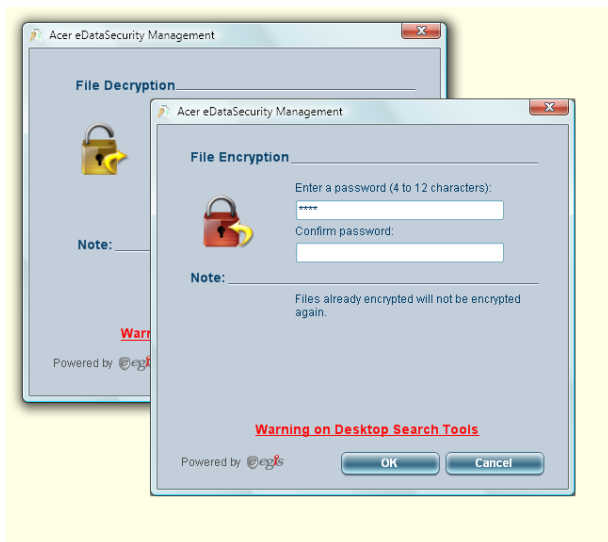 Acer eDataSecurity Management
File Decryption
Note:
Powered by egis
Acer eDataSecurity Management
File Encryption
Enter a password (4 to 12 characters):
****
Confirm password:
Note:
Files already encrypted will not be encrypted
again.
Warning on Desktop Search Tools
Powered by egis
OK
Cancel